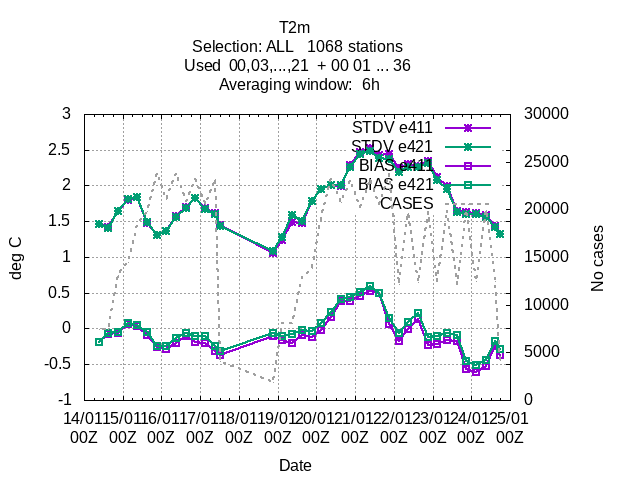 T2m
Selection: ALL   1068 stations
Used  00,03,...,21  + 00 01 ... 36
Averaging window:  6h
3
2.5
2
1.5
1
0.5
0
-0.5
-1
30000
25000
20000
15000
10000
5000
0
STDV e411
STDV e421
BIAS e411
BIAS e421
CASES
deg C
No cases
14/01 15/01 16/01 17/01 18/01 19/01 20/01 21/01 22/01 23/01 24/01 25/01
00Z 00Z 00Z 00Z 00Z 00Z 00Z 00Z 00Z 00Z 00Z 00Z
Date